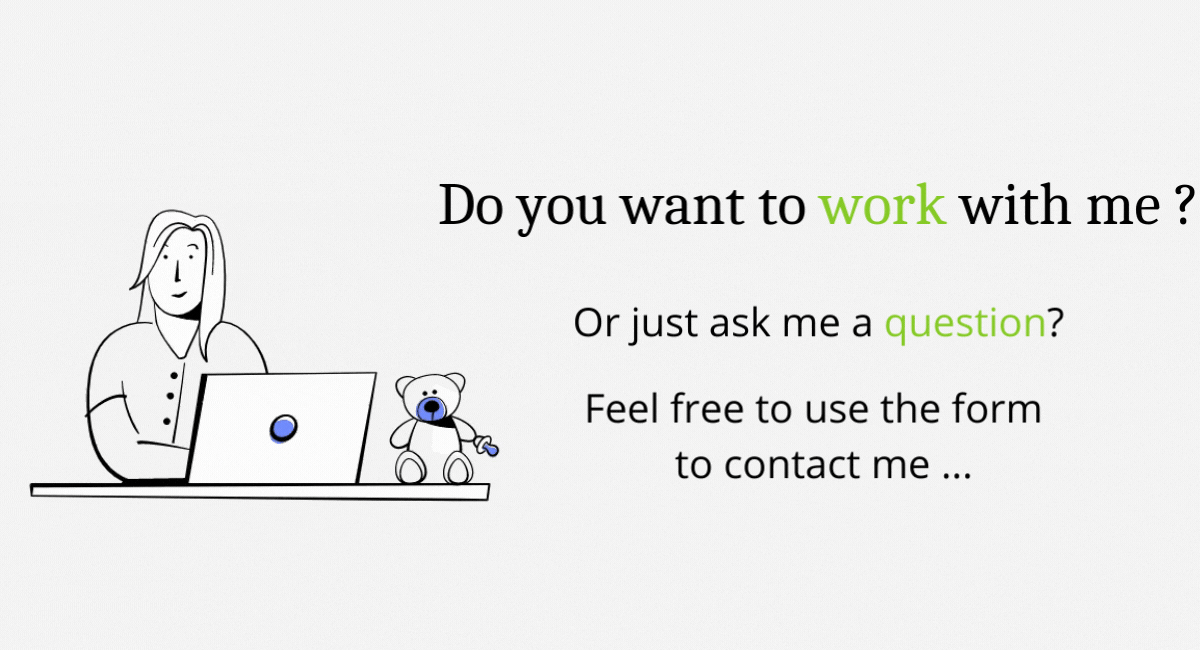 Do you want to work with me ?
Or just ask me a question?
Feel free to use the form
to contact me ...